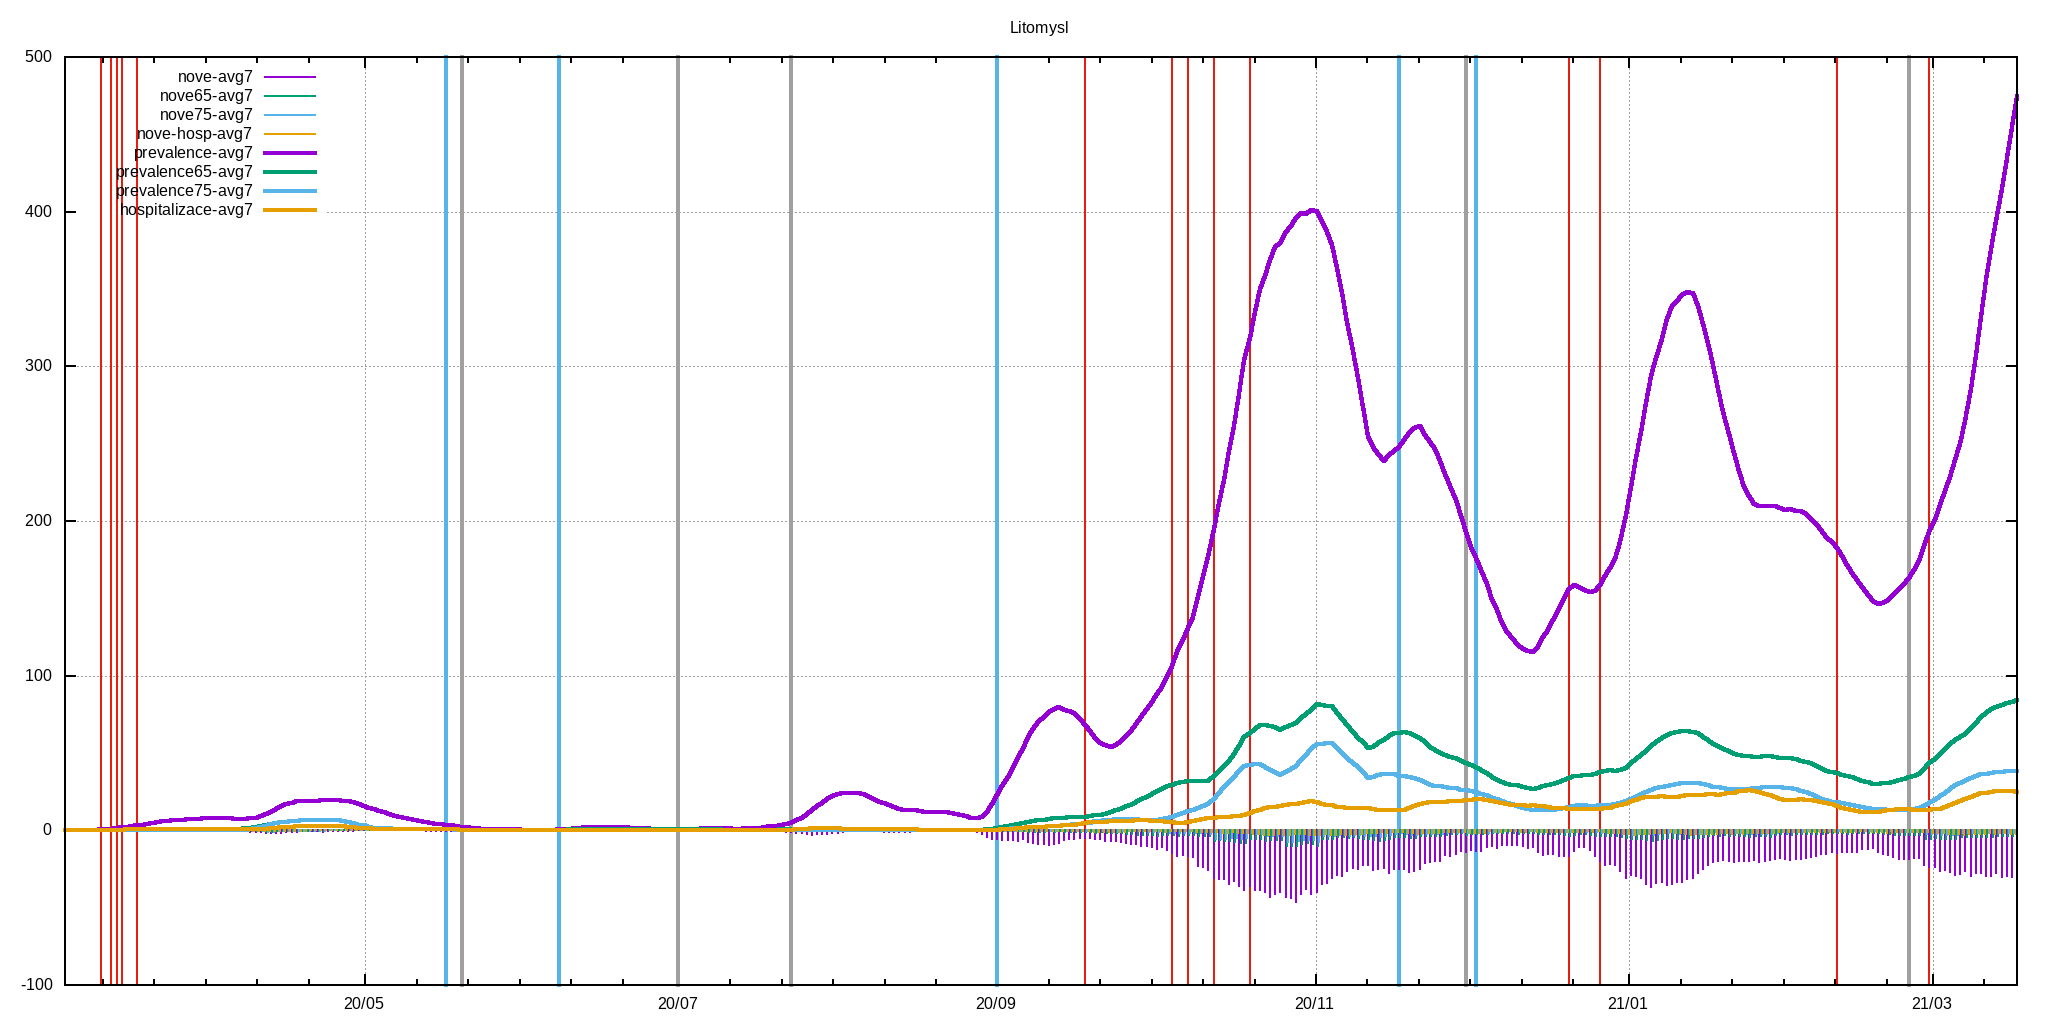 Litomysl
500
400
300
200
100
0
-100
nove-avg7
nove65-avg7
nove75-avg7
nove-hosp-avg7
prevalence-avg7
prevalence65-avg7
prevalence75-avg7
hospitalizace-avg7
20/05
20/07
20/09
20/11
21/01
21/03